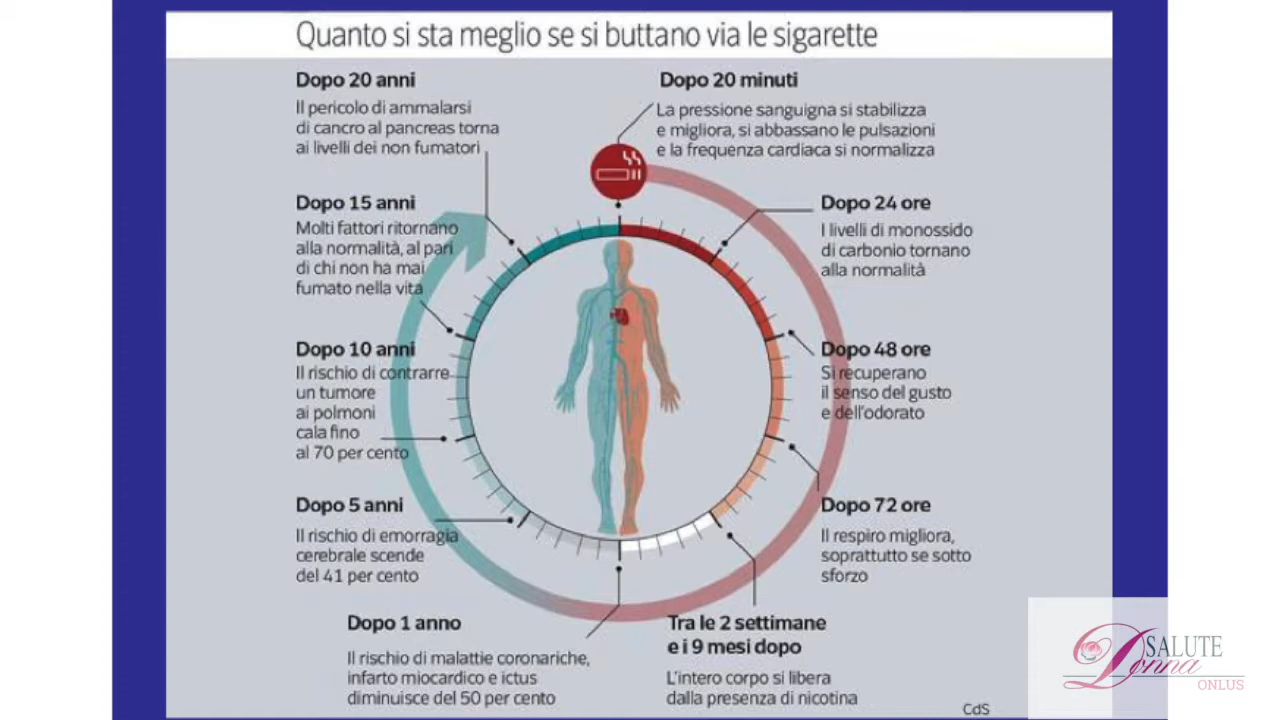 Quanto si sta meglio se si buttano via le sigarette
Dopo 20 minuti
La pressione sanguigna si stabilizza
e migliora, si abbassano le pulsazioni
e la frequenza cardiaca si normalizza
Dopo 24 ore
I livelli di monossido
di carbonio tornano
alla normalità
Dopo 48 ore
Si recuperano
il senso del gusto
e dell'odorato
Dopo 72 ore
Il respiro migliora,
soprattutto se sotto
sforzo
Tra le 2 settimane
e i 9 mesi dopo
L'intero corpo si libera
dalla presenza di nicotina
Dopo 1 anno
Il rischio di malattie coronariche,
infarto miocardico e ictus
diminuisce del 50 per cento
Dopo 5 anni
Il rischio di emorragia
cerebrale scende
del 41 per cento
Dopo 10 anni
Il rischio di contrarre
un tumore
ai polmoni
cala fino
al 70 per cento
Dopo 15 anni
Molti fattori ritornano
alla normalità, al pari
di chi non ha mai
fumato nella vita
Dopo 20 anni
Il pericolo di ammalarsi
di cancro al pancreas torna
ai livelli dei non fumatori
CdS
SALUTE
Donna
ONLUS